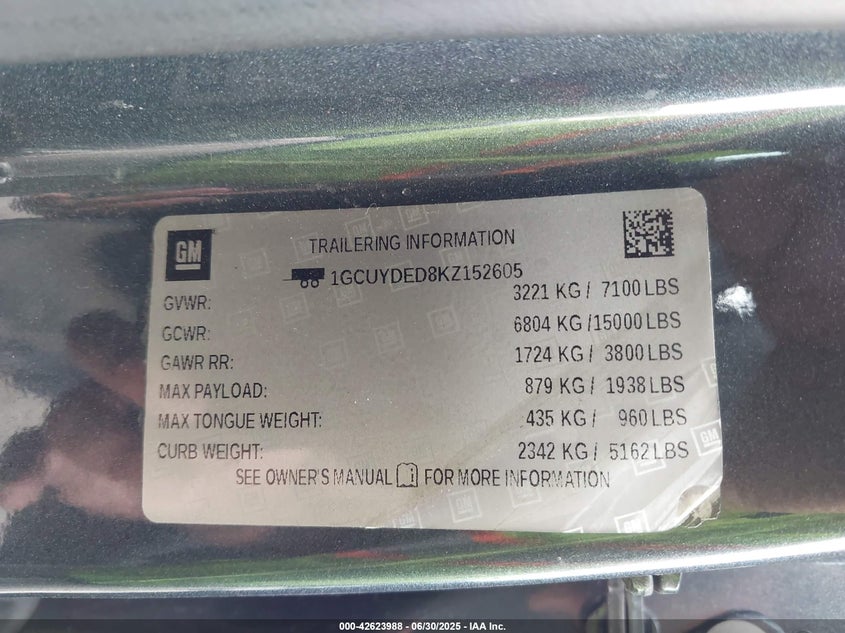 GM
TRAILERING INFORMATION
1GCUYDED8KZ152605
GVWR: 3221 KG / 7100 LBS
GCWR: 6804 KG /15000 LBS
GAWR RR: 1724 KG / 3800 LBS
MAX PAYLOAD: 879 KG / 1938 LBS
MAX TONGUE WEIGHT: 435 KG / 960 LBS
CURB WEIGHT: 2342 KG / 5162 LBS
SEE OWNER'S MANUAL FOR MORE INFORMATION
000-42623988 - 06/30/2025 - IAA Inc.